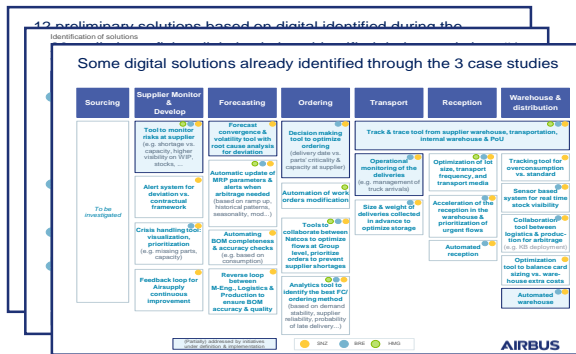 12 preliminary solutions based on digital identified during the
Identification of solutions
Some digital solutions already identified through the 3 case studies
Sourcing
To be
investigated
Supplier Monitor
&
Develop
Tool to monitor
risks at supplier
(e.g. shortage vs.
capacity, higher
visibility on WIP,
stocks, ...
Alert system for
deviation vs.
contractual
framework
Crisis handling tool:
visualization,
prioritization
(e.g. missing parts,
capacity)
Feedback loop for
Airsupply
continuous
improvement
Forecasting
Forecast
convergence &
volatility tool with
root cause analysis
for deviation
Automatic update of
MRP parameters &
alerts when
arbitrage needed
(based on ramp up,
historical patterns,
seasonality, mod...)
Automating
BOM completeness
& accuracy checks
(e.g. based on
consumption)
Reverse loop
between
M-Eng., Logistics &
Production to
ensure BOM
accuracy & quality
Ordering
Decision making
tool to optimize
ordering
(delivery date vs.
parts' criticality &
capacity at supplier)
Automation of work
orders modification
Tools to
collaborate between
Natcos to optimize
flows at Group
level, prioritize
orders to prevent
supplier shortages
Analytics tool to
identify the best FC/
ordering method
(based on demand
stability, supplier
reliability, probability
of late delivery...)
Transport
Reception
Warehouse &
distribution
Track & trace tool from supplier warehouse, transportation,
internal warehouse & PoU
Operational
monitoring of the
deliveries
(e.g. management of
truck arrivals)
Size & weight of
deliveries collected
in advance to
optimize storage
Optimization of lot
size, transport
frequency, and
transport media
Acceleration of the
reception in the
warehouse &
prioritization of
urgent flows
Automated
reception
Tracking tool for
overconsumption
vs. standard
Sensor based
system for real time
stock visibility
Collaboration
tool between
logistics & produc-
tion for arbitrage
(e.g. KB deployment)
Optimization
tool to balance card
sizing vs. ware-
house extra costs
Automated
warehouse
(Partially) addressed by initiatives
under definition & implementation
SNZ
BRE
HMG
AIRBUS